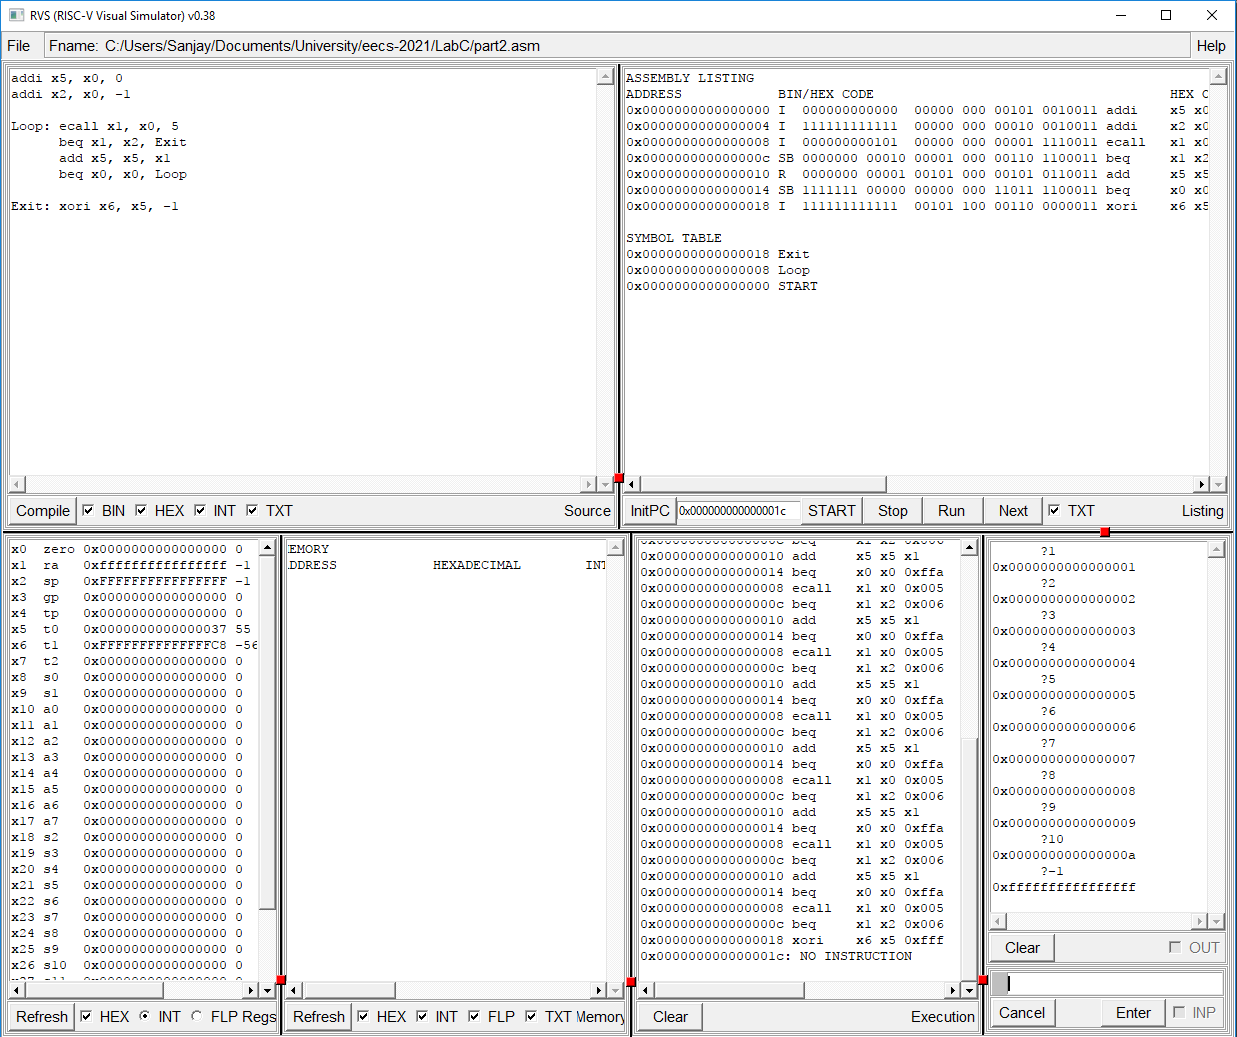 RVS (RISC-V Visual Simulator) v0.38
File Fname: C:/Users/Sanjay/Documents/University/eecs-2021/LabC/part2.asm Help
addi x5, x0, 0
addi x2, x0, -1
Loop: ecall x1, x0, 5
beq x1, x2, Exit
add x5, x5, x1
beq x0, x0, Loop
Exit: xori x6, x5, -1
Compile BIN HEX INT TXT Source
ASSEMBLY LISTING
ADDRESS BIN/HEX CODE HEX C
0x0000000000000000 I 000000000000 00000 000 00101 0010011 addi x5 x0
0x0000000000000004 I 111111111111 00000 000 00010 0010011 addi x2 x0
0x0000000000000008 I 000000000101 00000 000 00001 1110011 ecall x1 x0
0x000000000000000c SB 0000000 00010 00001 000 00110 1100011 beq x1 x2
0x0000000000000010 R 0000000 00001 00101 000 00101 0110011 add x5 x5
0x0000000000000014 SB 1111111 00000 00000 000 11011 1100011 beq x0 x0
0x0000000000000018 I 111111111111 00101 100 00110 0000011 xori x6 x5
SYMBOL TABLE
0x0000000000000018 Exit
0x0000000000000008 Loop
0x0000000000000000 START
InitPC 0x000000000000001c START Stop Run Next TXT Listing
x0 zero 0x0000000000000000 0
x1 ra 0xffffffffffffffff -1
x2 sp 0xFFFFFFFFFFFFFFFF -1
x3 gp 0x0000000000000000 0
x4 tp 0x0000000000000000 0
x5 t0 0x0000000000000037 55
x6 t1 0xFFFFFFFFFFFFFFC8 -56
x7 t2 0x0000000000000000 0
x8 s0 0x0000000000000000 0
x9 s1 0x0000000000000000 0
x10 a0 0x0000000000000000 0
x11 a1 0x0000000000000000 0
x12 a2 0x0000000000000000 0
x13 a3 0x0000000000000000 0
x14 a4 0x0000000000000000 0
x15 a5 0x0000000000000000 0
x16 a6 0x0000000000000000 0
x17 a7 0x0000000000000000 0
x18 s2 0x0000000000000000 0
x19 s3 0x0000000000000000 0
x20 s4 0x0000000000000000 0
x21 s5 0x0000000000000000 0
x22 s6 0x0000000000000000 0
x23 s7 0x0000000000000000 0
x24 s8 0x0000000000000000 0
x25 s9 0x0000000000000000 0
x26 s10 0x0000000000000000 0
Refresh HEX INT FLP Regs
EMORY
DDRESS HEXADECIMAL INT
Refresh HEX INT FLP TXT Memory
0x000000000000000c beq x1 x2 0x006
0x0000000000000010 add x5 x5 x1
0x0000000000000014 beq x0 x0 0xffa
0x0000000000000008 ecall x1 x0 0x005
0x000000000000000c beq x1 x2 0x006
0x0000000000000010 add x5 x5 x1
0x0000000000000014 beq x0 x0 0xffa
0x0000000000000008 ecall x1 x0 0x005
0x000000000000000c beq x1 x2 0x006
0x0000000000000010 add x5 x5 x1
0x0000000000000014 beq x0 x0 0xffa
0x0000000000000008 ecall x1 x0 0x005
0x000000000000000c beq x1 x2 0x006
0x0000000000000010 add x5 x5 x1
0x0000000000000014 beq x0 x0 0xffa
0x0000000000000008 ecall x1 x0 0x005
0x000000000000000c beq x1 x2 0x006
0x0000000000000010 add x5 x5 x1
0x0000000000000014 beq x0 x0 0xffa
0x0000000000000008 ecall x1 x0 0x005
0x000000000000000c beq x1 x2 0x006
0x0000000000000010 add x5 x5 x1
0x0000000000000014 beq x0 x0 0xffa
0x0000000000000008 ecall x1 x0 0x005
0x000000000000000c beq x1 x2 0x006
0x0000000000000018 xori x6 x5 0xfff
0x000000000000001c: NO INSTRUCTION
Clear Execution
?1
0x0000000000000001
?2
0x0000000000000002
?3
0x0000000000000003
?4
0x0000000000000004
?5
0x0000000000000005
?6
0x0000000000000006
?7
0x0000000000000007
?8
0x0000000000000008
?9
0x0000000000000009
?10
0x000000000000000a
?-1
0xffffffffffffffff
Clear OUT
Cancel Enter INP